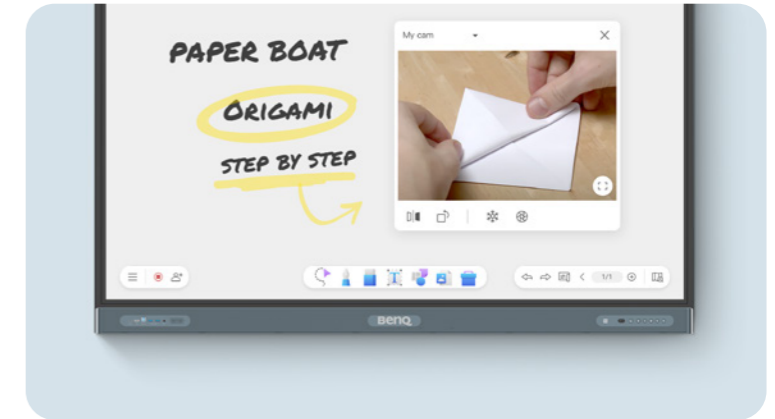 PAPER BOAT
ORIGAMI
STEP BY STEP
My cam
1/1
BenQ